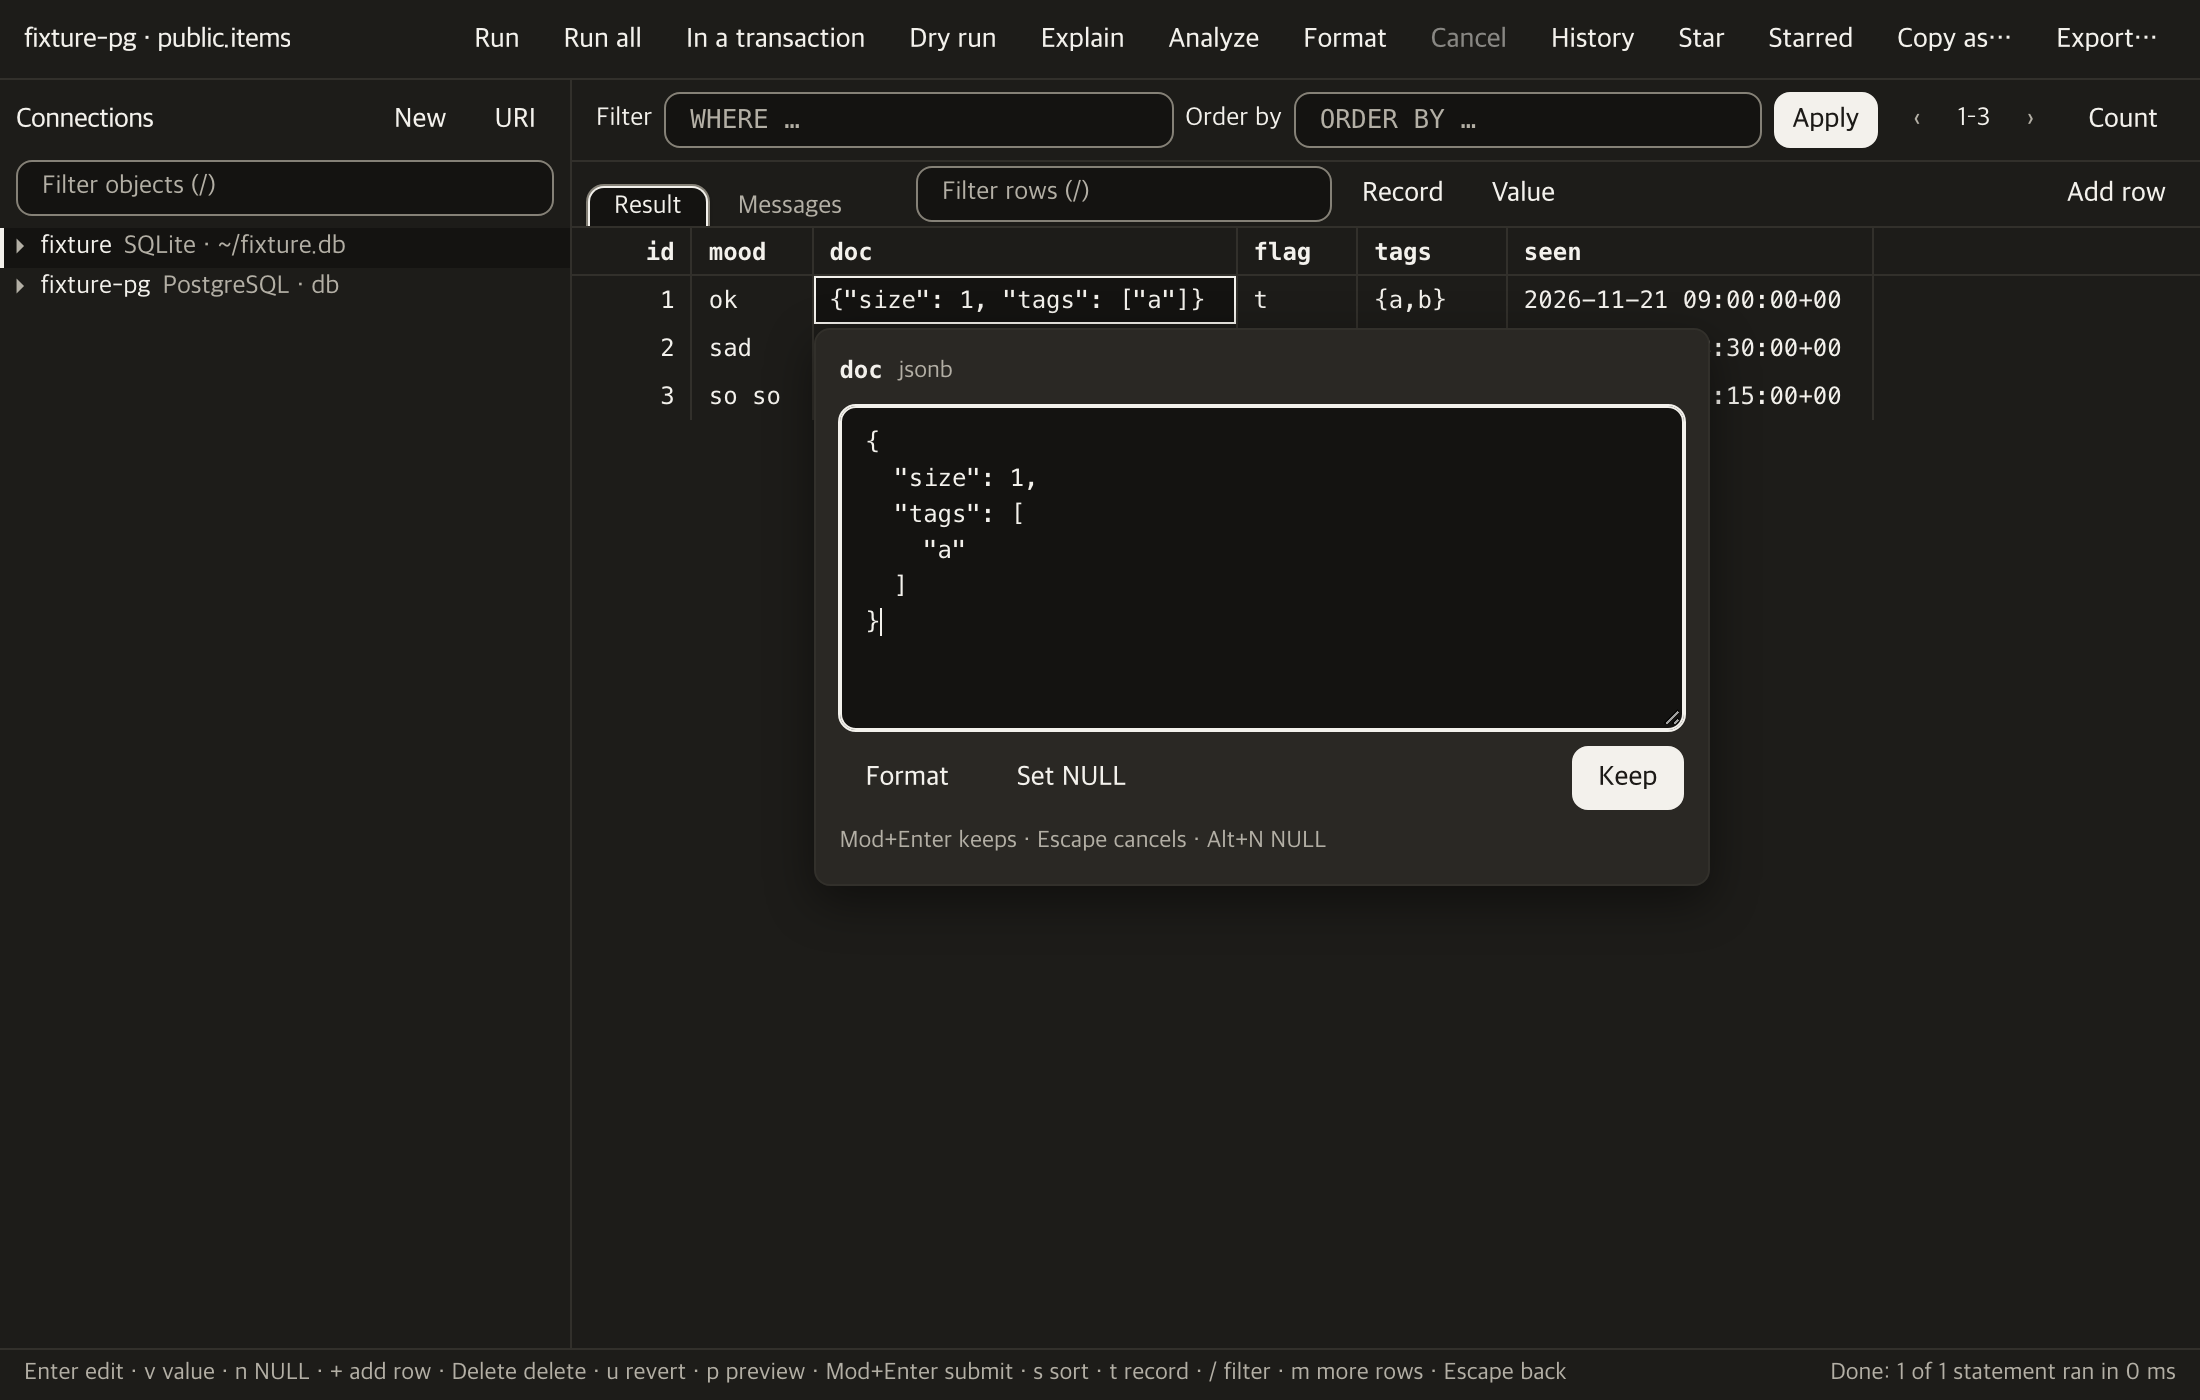 fixture-pg · public.items Run Run all In a transaction Dry run Explain Analyze Format Cancel History Star Starred Copy as··· Export···
Connections New URI
Filter WHERE … Order by ORDER BY … Apply ‹ 1-3 › Count
Filter objects (/)
Result Messages Filter rows (/) Record Value Add row
fixture SQLite · ~/fixture.db
fixture-pg PostgreSQL · db
id mood doc flag tags seen
1 ok {"size": 1, "tags": ["a"]} t {a,b} 2026-11-21 09:00:00+00
2 sad :30:00+00
3 so so :15:00+00
doc jsonb
{
"size": 1,
"tags": [
"a"
]
}
Format Set NULL Keep
Mod+Enter keeps · Escape cancels · Alt+N NULL
Enter edit · v value · n NULL · + add row · Delete delete · u revert · p preview · Mod+Enter submit · s sort · t record · / filter · m more rows · Escape back Done: 1 of 1 statement ran in 0 ms